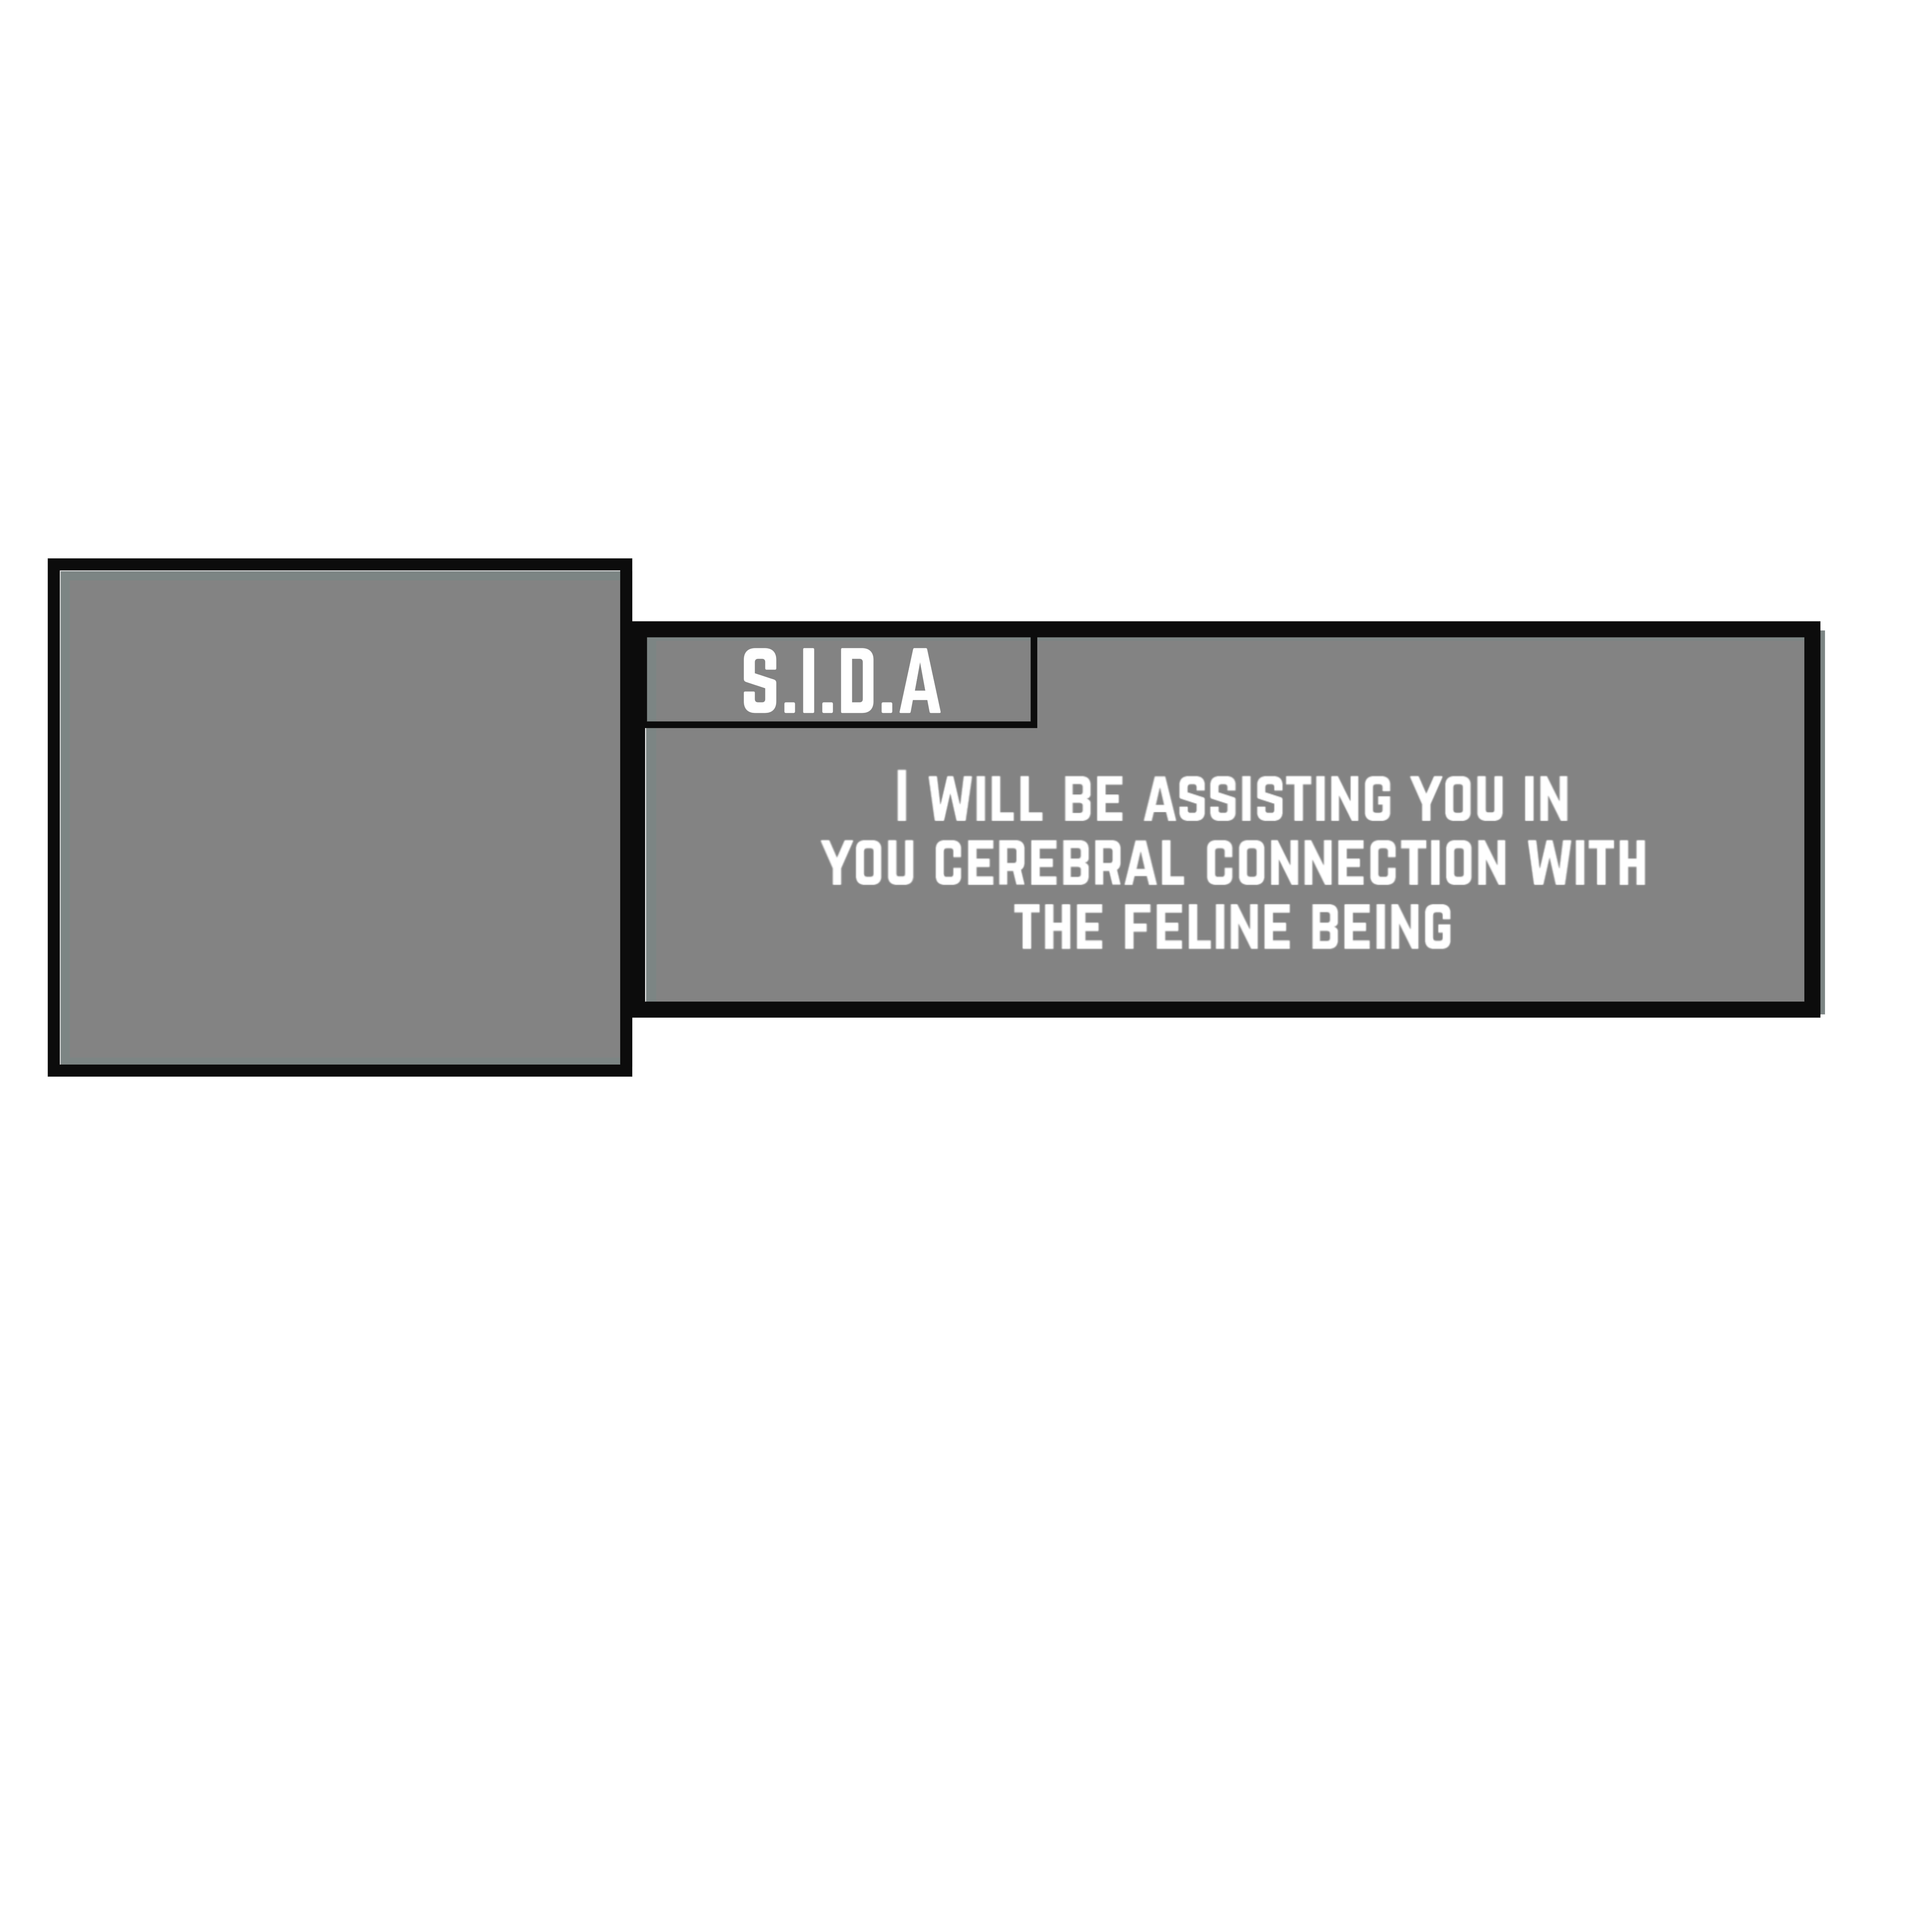 S.I.D.A
I WILL BE ASSISTING YOU IN
YOU CEREBRAL CONNECTION WITH
THE FELINE BEING